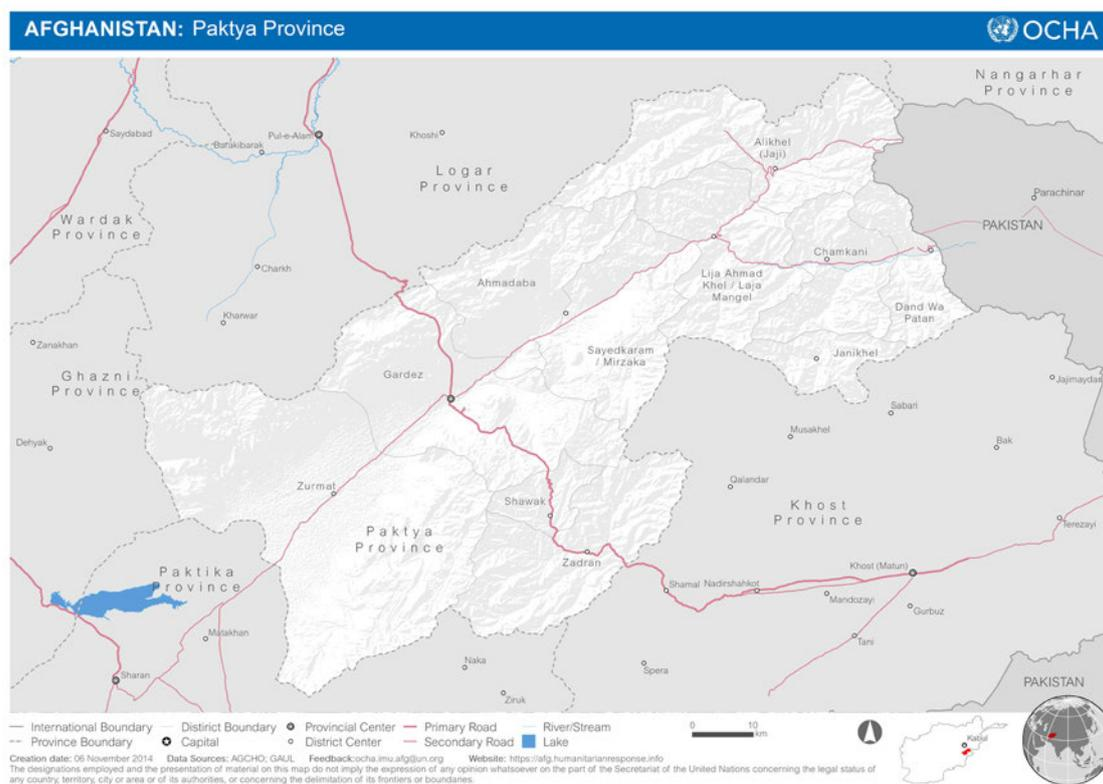 AFGHANISTAN: Paktya Province
OCHA
Nangarhar
Province
Saydabad
Pul-e-Alam
Khoshi
Barakibarak
Alikhel
(Jaji)
Logar
Province
Parachinar
Wardak
Province
PAKISTAN
Chamkani
Charkh
Ahmadaba
Lija Ahmad
Khel / Laja
Mangel
Dand Wa
Patan
Kharwar
Zanakhan
Sayedkaram
/ Mirzaka
Janikhel
Ghazni
Province
Gardez
Jajimaydan
Sabari
Musakhel
Dehyak
Bak
Zurmat
Qalandar
Shawak
Khost
Province
Paktya
Province
Terezayi
Zadran
Paktika
Province
Khost (Matun)
Shamal
Nadirshahkot
Mandozayi
Gurbuz
Matakhan
Tani
Naka
Spera
Sharan
Ziruk
PAKISTAN
International Boundary
District Boundary
Provincial Center
Primary Road
River/Stream
0
10
km
Province Boundary
Capital
District Center
Secondary Road
Lake
Kabul
Creation date: 06 November 2014 Data Sources: AGCHO; GAUL Feedback:ocha.imu.afg@un.org Website: https://afg.humanitarianresponse.info
The designations employed and the presentation of material on this map do not imply the expression of any opinion whatsoever on the part of the Secretariat of the United Nations concerning the legal status of
any country, territory, city or area or of its authorities, or concerning the delimitation of its frontiers or boundaries.